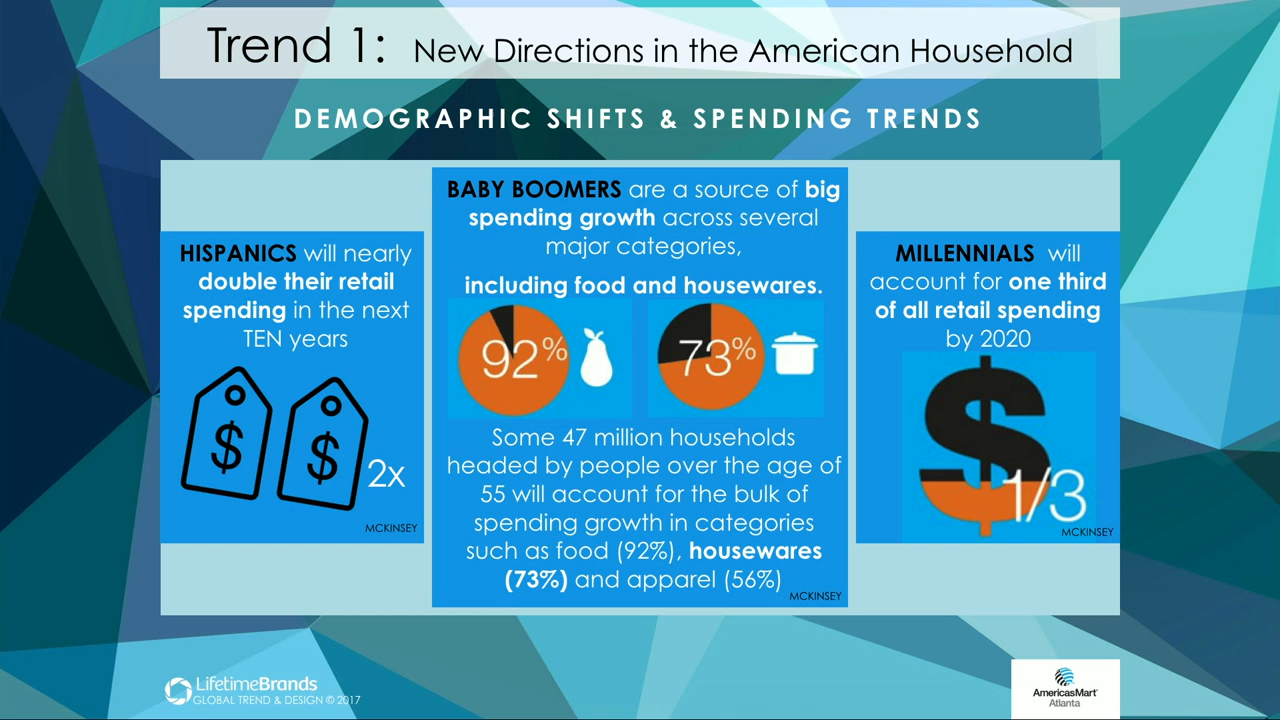 Trend 1: New Directions in the American Household
DEMOGRAPHIC SHIFTS & SPENDING TRENDS
HISPANICS will nearly
double their retail
spending in the next
TEN years
$
$
2x
MCKINSEY
BABY BOOMERS are a source of big
spending growth across several
major categories,
including food and housewares.
92%
73%
Some 47 million households
headed by people over the age of
55 will account for the bulk of
spending growth in categories
such as food (92%), housewares
(73%) and apparel (56%)
MCKINSEY
MILLENNIALS will
account for one third
of all retail spending
by 2020
$
1/3
MCKINSEY
LifetimeBrands
GLOBAL TREND & DESIGN © 2017
AmericasMart®
Atlanta